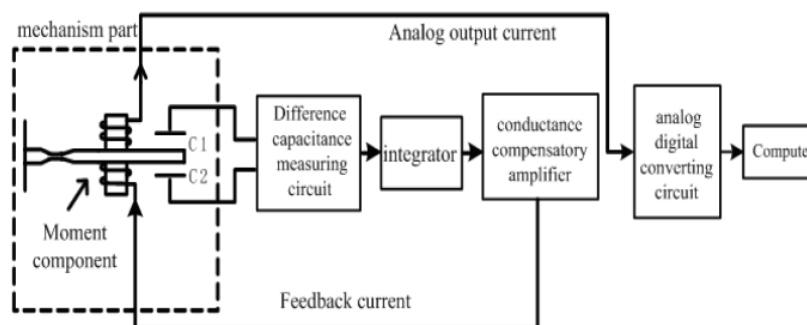 mechanism part
Analog output current
C1
C2
Moment
component
Difference
capacitance
measuring
circuit
integrator
conductance
compensatory
amplifier
analog
digital
converting
circuit
Compute
Feedback current